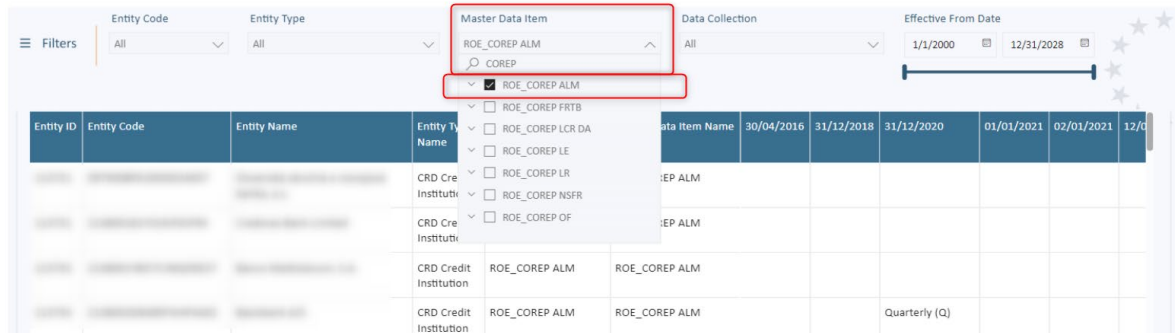 Entity Code Entity Type Master Data Item Data Collection Effective From Date
Filters All All ROE_COREP ALM All 1/1/2000 12/31/2028
COREP
ROE_COREP ALM
ROE_COREP FRTB
ROE_COREP LCR DA
ROE_COREP LE
ROE_COREP LR
ROE_COREP NSFR
ROE_COREP OF
Entity ID Entity Code Entity Name Entity Ty ata Item Name 30/04/2016 31/12/2018 31/12/2020 01/01/2021 02/01/2021 12/0
Name
CRD Cre EP ALM
Instituti
CRD Cre EP ALM
Instituti
CRD Credit ROE_COREP ALM ROE_COREP ALM
Institution
CRD Credit ROE_COREP ALM ROE_COREP ALM Quarterly (Q)
Institution